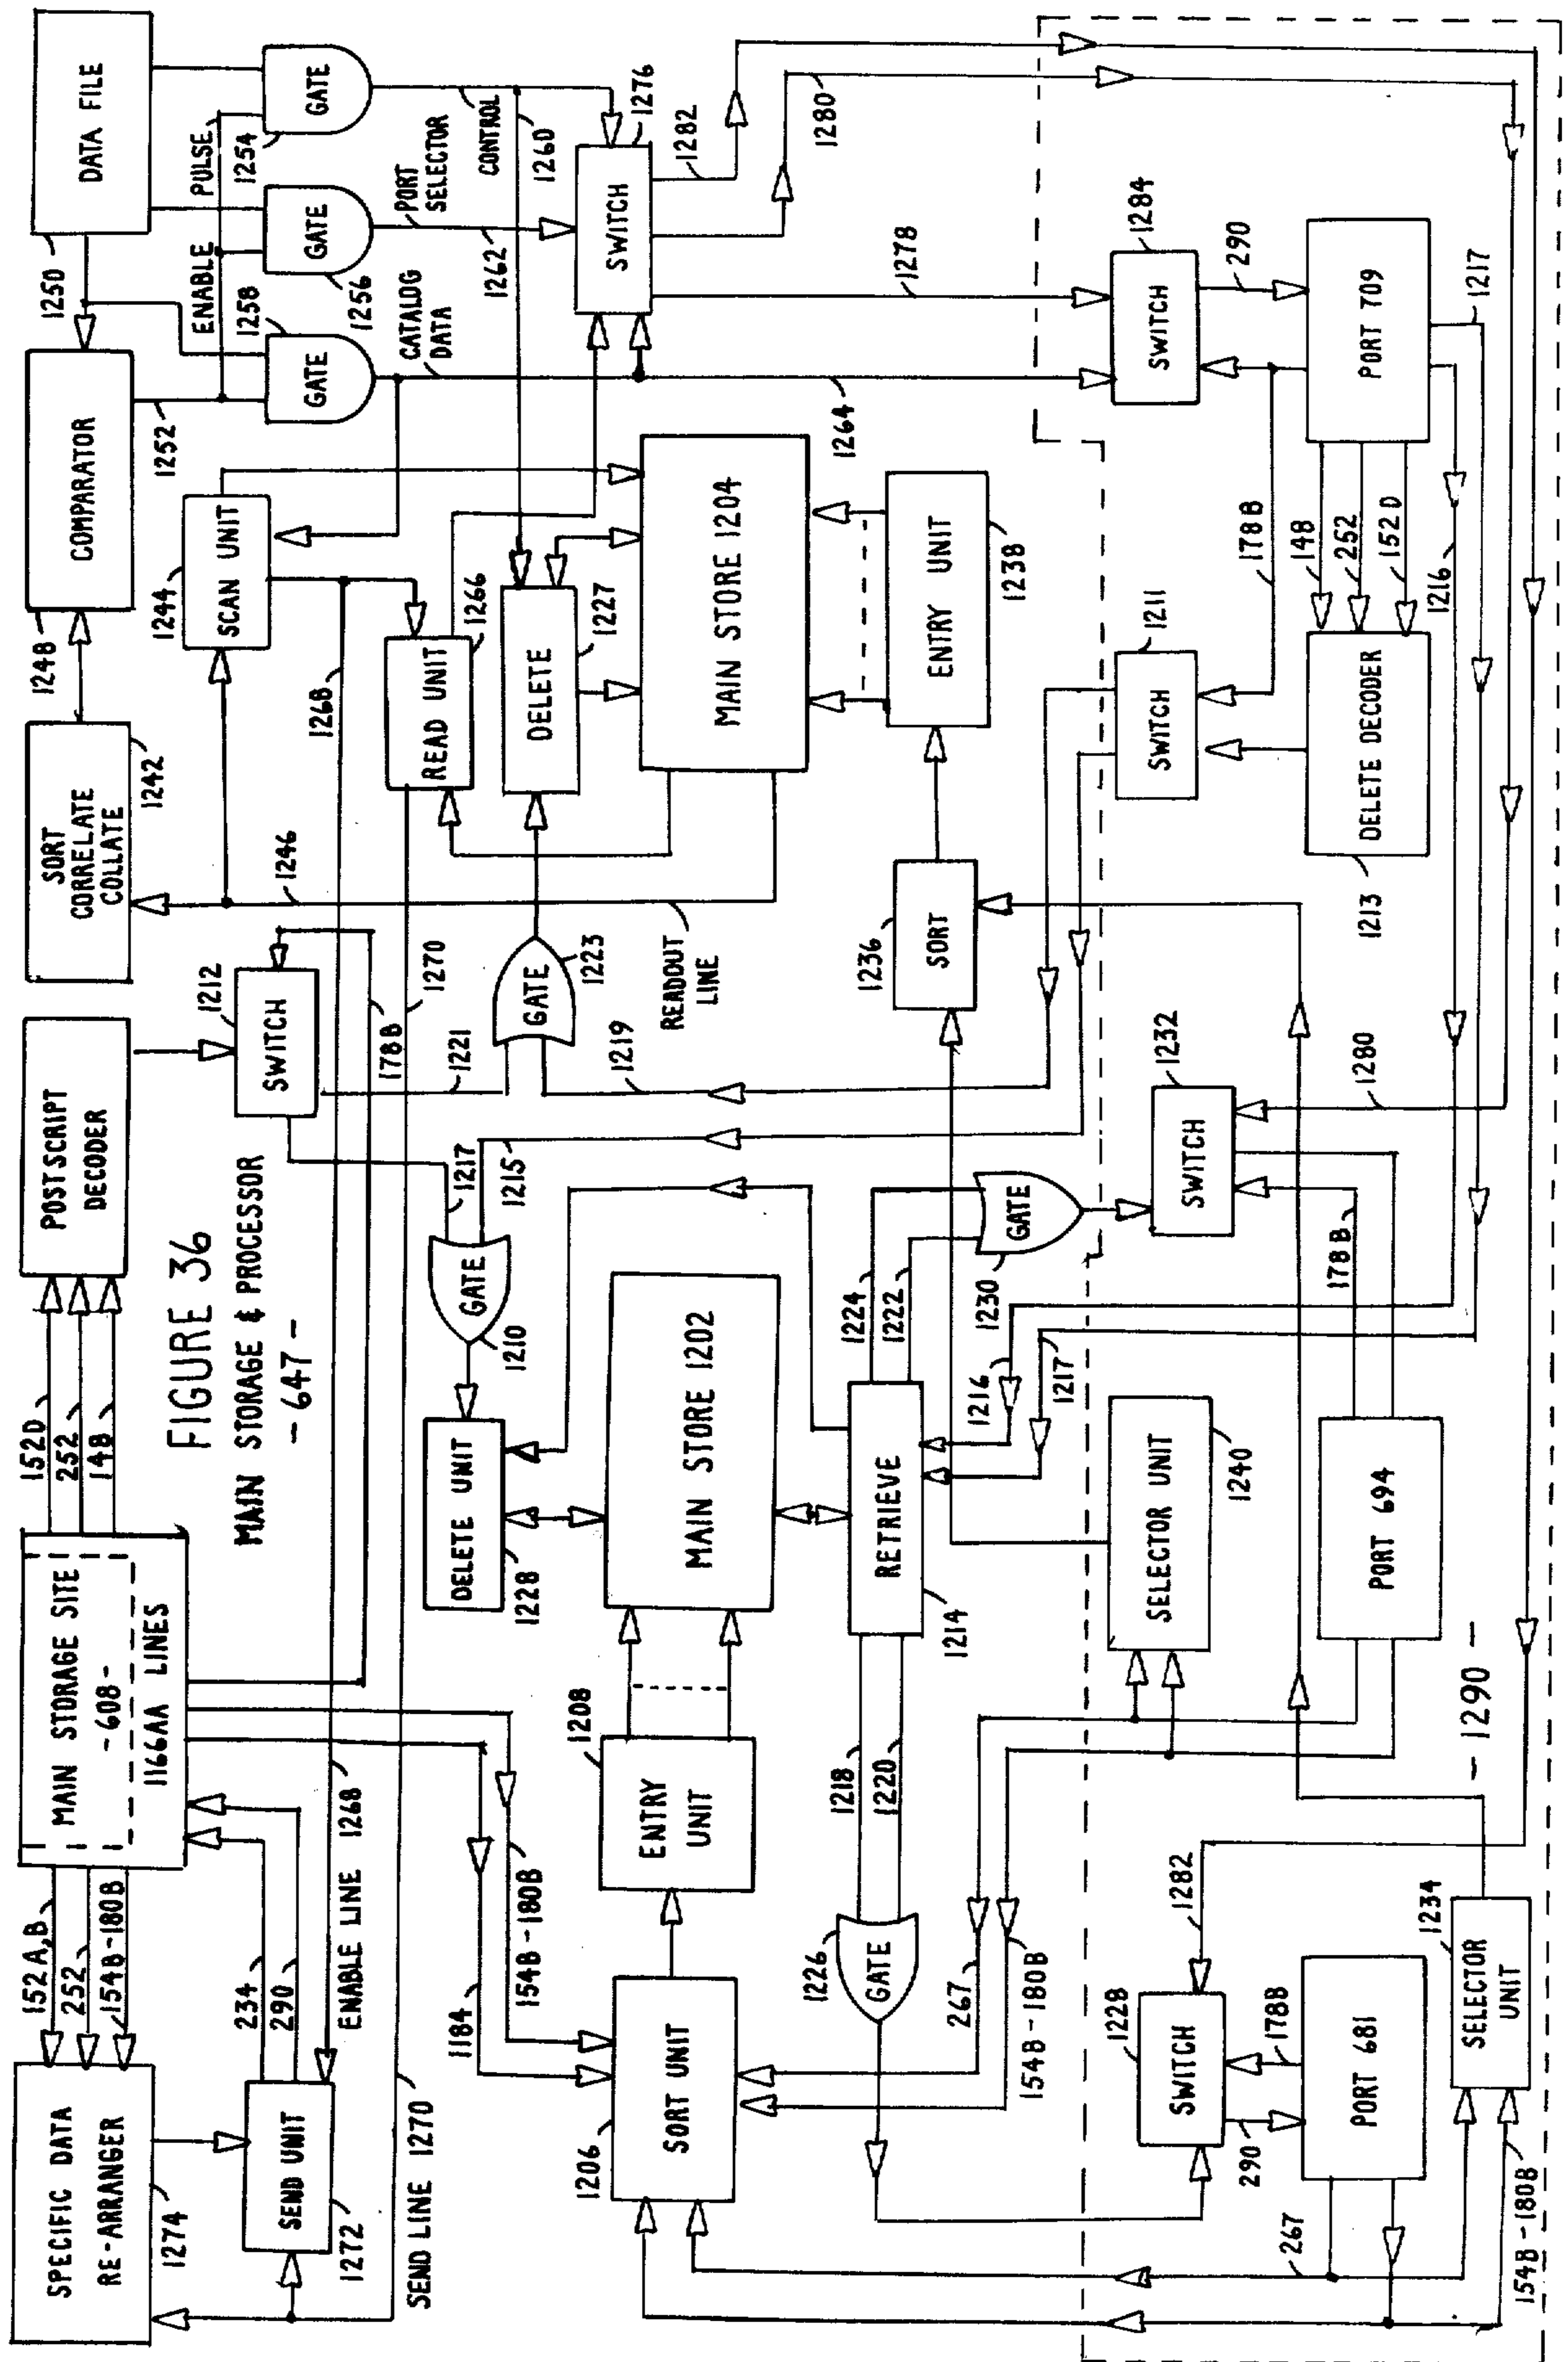 FIGURE 36
MAIN STORAGE & PROCESSOR
- 647 -
SPECIFIC DATA
RE-ARRANGER
1274
152A,B
252
154B-180B
MAIN STORAGE SITE
- 608 -
1166AA LINES
152D
252
148
POSTSCRIPT
DECODER
SORT
CORRELATE
COLLATE
1242
1248
COMPARATOR
1250
DATA FILE
SEND UNIT
1272
234
290
ENABLE LINE 1268
SEND LINE 1270
SWITCH
1212
178B
1221
1246
1244
SCAN UNIT
1252
ENABLE
PULSE
GATE
1258
GATE
1256
GATE
1254
1184
154B-180B
DELETE UNIT
1228
GATE
1210
1217
1215
1270
1268
GATE
1223
1219
READOUT
LINE
READ UNIT
1266
DELETE
1227
CATALOG
DATA
PORT
SELECTOR
1262
CONTROL
1260
SWITCH
1276
1282
1280
1278
1264
SORT UNIT
1206
ENTRY
UNIT
1208
MAIN STORE 1202
MAIN STORE 1204
GATE
1226
1218
1220
RETRIEVE
1214
1224
1222
GATE
1230
1216
1217
SORT
1236
ENTRY UNIT
1238
267
154B-180B
SWITCH
1228
1282
290
178B
PORT 681
267
154B-180B
SELECTOR
UNIT
1234
- 1290 -
SELECTOR UNIT
1240
PORT 694
178B
SWITCH
1232
1280
SWITCH
1211
178B
DELETE DECODER
1213
148
252
152D
1216
SWITCH
1284
290
PORT 709
1217